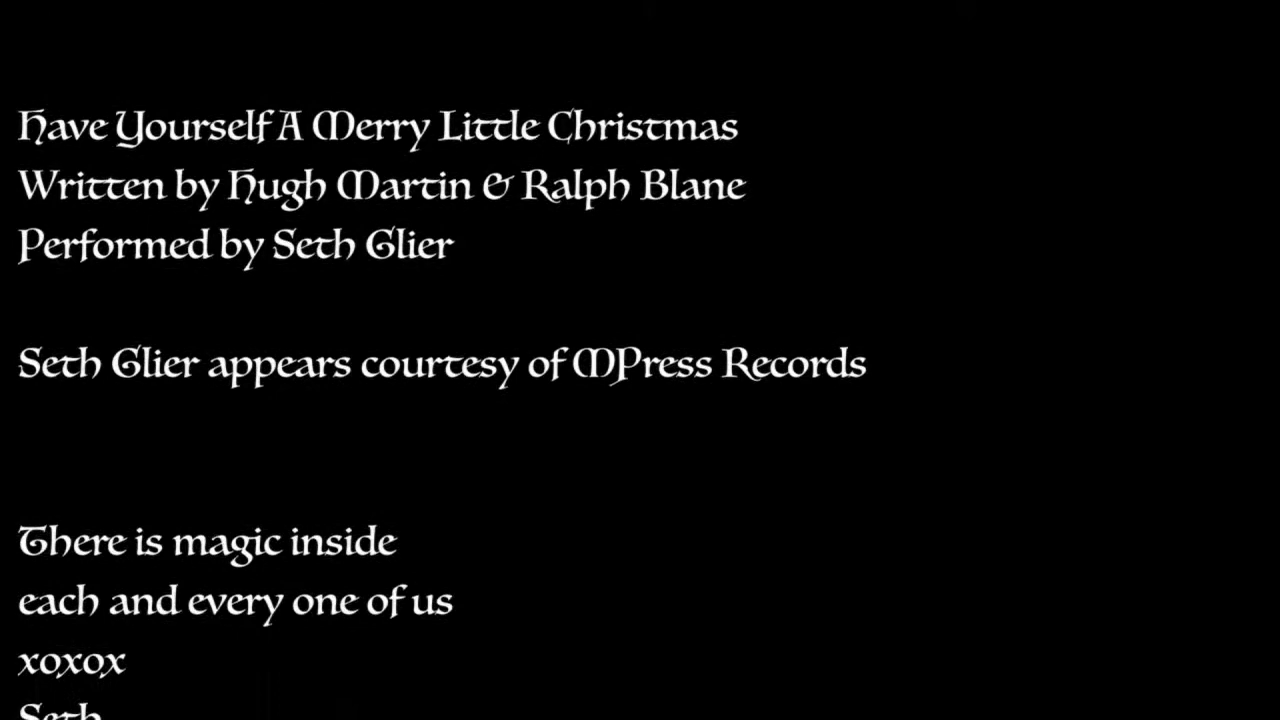 Have Yourself A Merry Little Christmas
Written by Hugh Martin & Ralph Blane
Performed by Seth Glier
Seth Glier appears courtesy of MPress Records
There is magic inside
each and every one of us
xoxox
Seth